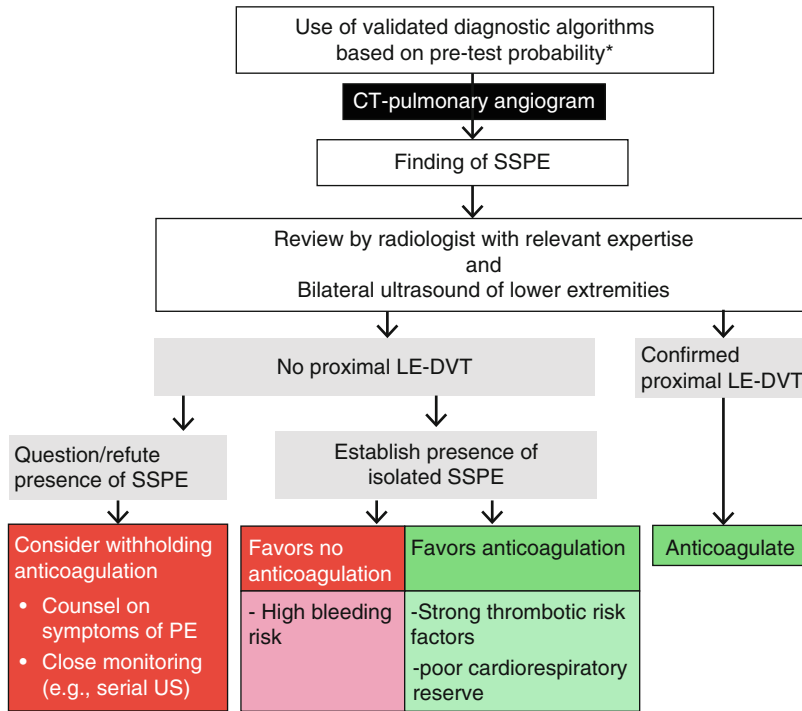 Use of validated diagnostic algorithms
based on pre-test probability*
CT-pulmonary angiogram
Finding of SSPE
Review by radiologist with relevant expertise
and
Bilateral ultrasound of lower extremities
No proximal LE-DVT
Confirmed
proximal LE-DVT
Question/refute
presence of SSPE
Establish presence of
isolated SSPE
Consider withholding
anticoagulation
• Counsel on
symptoms of PE
• Close monitoring
(e.g., serial US)
Favors no
anticoagulation
- High bleeding
risk
Favors anticoagulation
-Strong thrombotic risk
factors
-poor cardiorespiratory
reserve
Anticoagulate